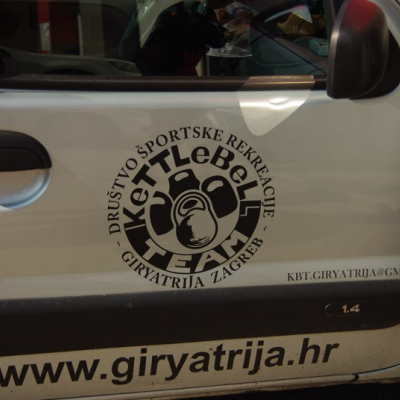 - DRUŠTVO ŠPORTSKE REKREACIJE -
KeTTLeBeLL
TEAM
GIRYATRIJA ZAGREB
KBT.GIRYATRIJA@GM
1.4
www.giryatrija.hr